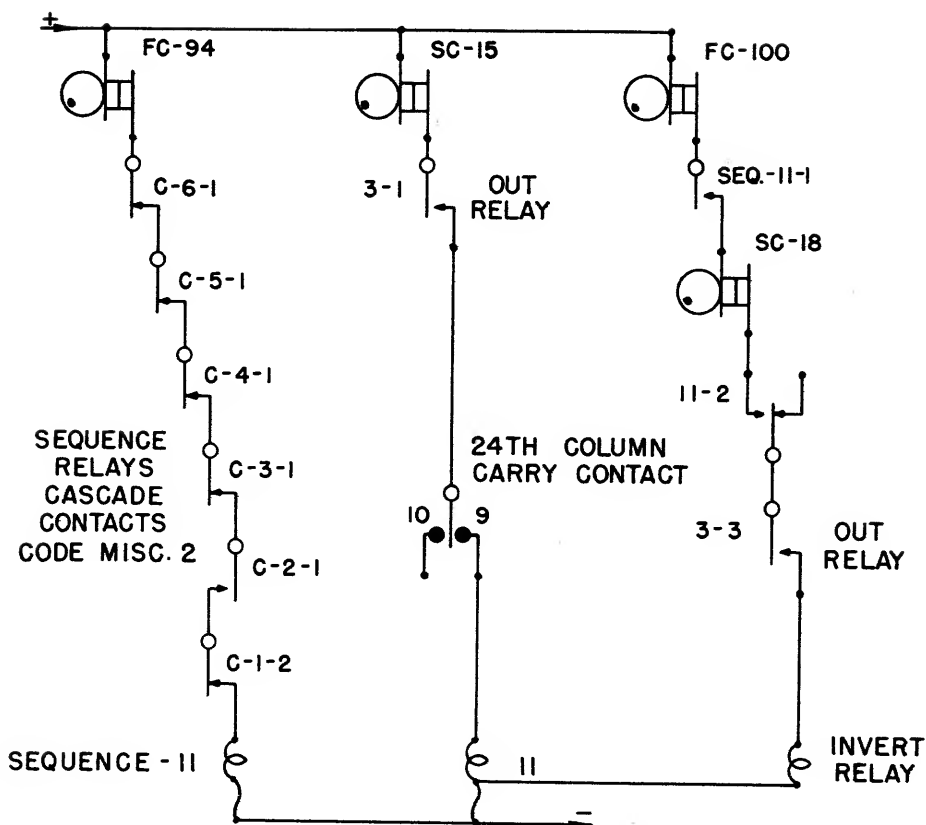 +
FC-94
SC-15
FC-100
C-6-1
3-1
OUT
RELAY
SEQ.-11-1
SC-18
C-5-1
C-4-1
11-2
SEQUENCE
RELAYS
CASCADE
CONTACTS
CODE MISC. 2
C-3-1
24TH COLUMN
CARRY CONTACT
10
9
3-3
OUT
RELAY
C-2-1
C-1-2
SEQUENCE - 11
11
INVERT
RELAY
−